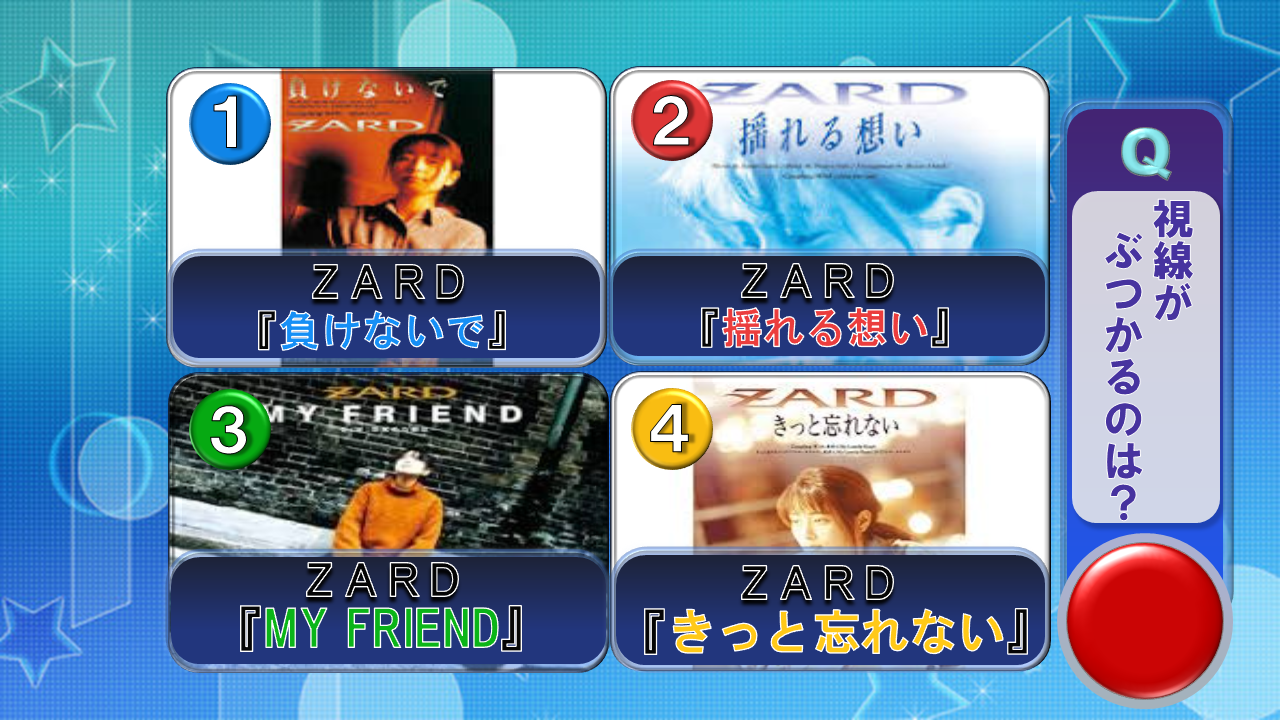 1
負けないで
ZARD
ZARD
『負けないで』
2
ZARD
揺れる想い
ZARD
『揺れる想い』
3
ZARD
MY FRIEND
ZARD
『MY FRIEND』
4
ZARD
きっと忘れない
ZARD
『きっと忘れない』
Q
視線が
ぶつかるのは?